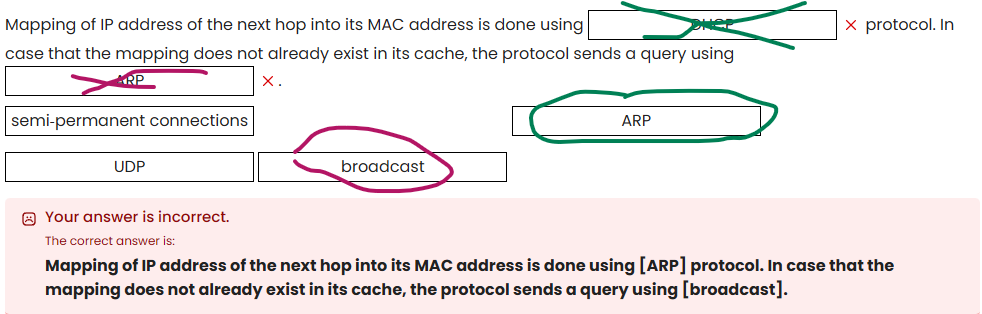 Mapping of IP address of the next hop into its MAC address is done using DHCP × protocol. In
case that the mapping does not already exist in its cache, the protocol sends a query using
ARP × .
semi-permanent connections ARP
UDP broadcast
Your answer is incorrect.
The correct answer is:
Mapping of IP address of the next hop into its MAC address is done using [ARP] protocol. In case that the
mapping does not already exist in its cache, the protocol sends a query using [broadcast].